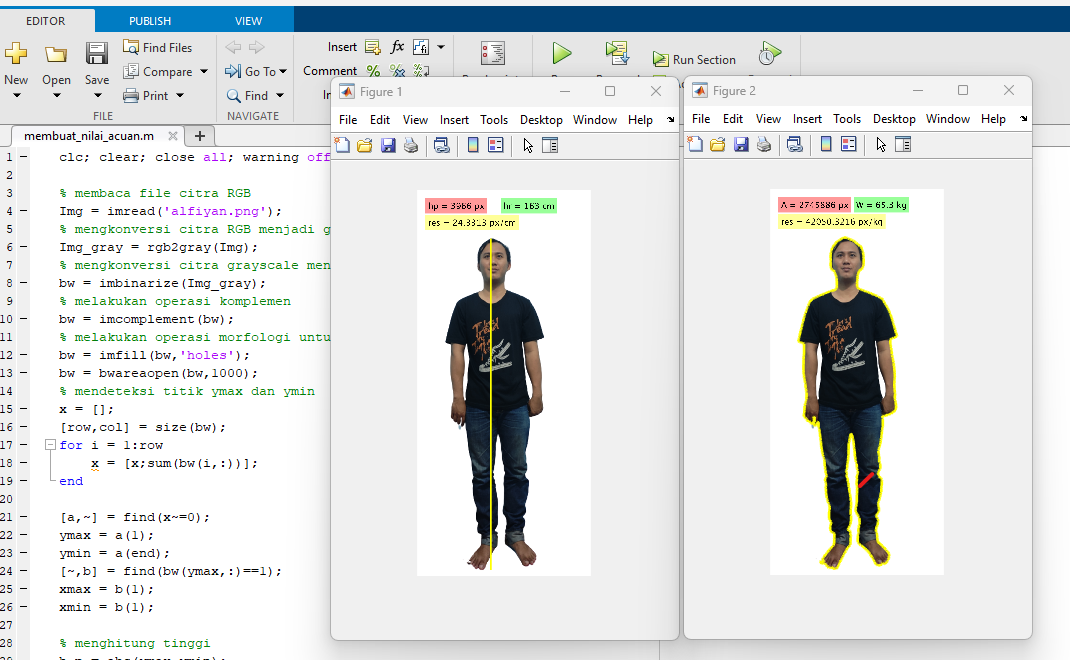 EDITOR PUBLISH VIEW
New Open Save Find Files Compare Print
FILE
Go To Find
NAVIGATE
Insert fx
Comment
Run Section
membuat_nilai_acuan.m
1 clc; clear; close all; warning off
2
3 % membaca file citra RGB
4 Img = imread('alfiyan.png');
5 % mengkonversi citra RGB menjadi g
6 Img_gray = rgb2gray(Img);
7 % mengkonversi citra grayscale men
8 bw = imbinarize(Img_gray);
9 % melakukan operasi komplemen
10 bw = imcomplement(bw);
11 % melakukan operasi morfologi untu
12 bw = imfill(bw,'holes');
13 bw = bwareaopen(bw,1000);
14 % mendeteksi titik ymax dan ymin
15 x = [];
16 [row,col] = size(bw);
17 for i = 1:row
18 x = [x;sum(bw(i,:))];
19 end
20
21 [a,~] = find(x~=0);
22 ymax = a(1);
23 ymin = a(end);
24 [~,b] = find(bw(ymax,:)==1);
25 xmax = b(1);
26 xmin = b(1);
27
28 % menghitung tinggi
Figure 1
File Edit View Insert Tools Desktop Window Help
hp = 3966 px hr = 163 cm
res = 24.3313 px/cm
Figure 2
File Edit View Insert Tools Desktop Window Help
A = 2745886 px W = 65.3 kg
res = 42050.3216 px/kg